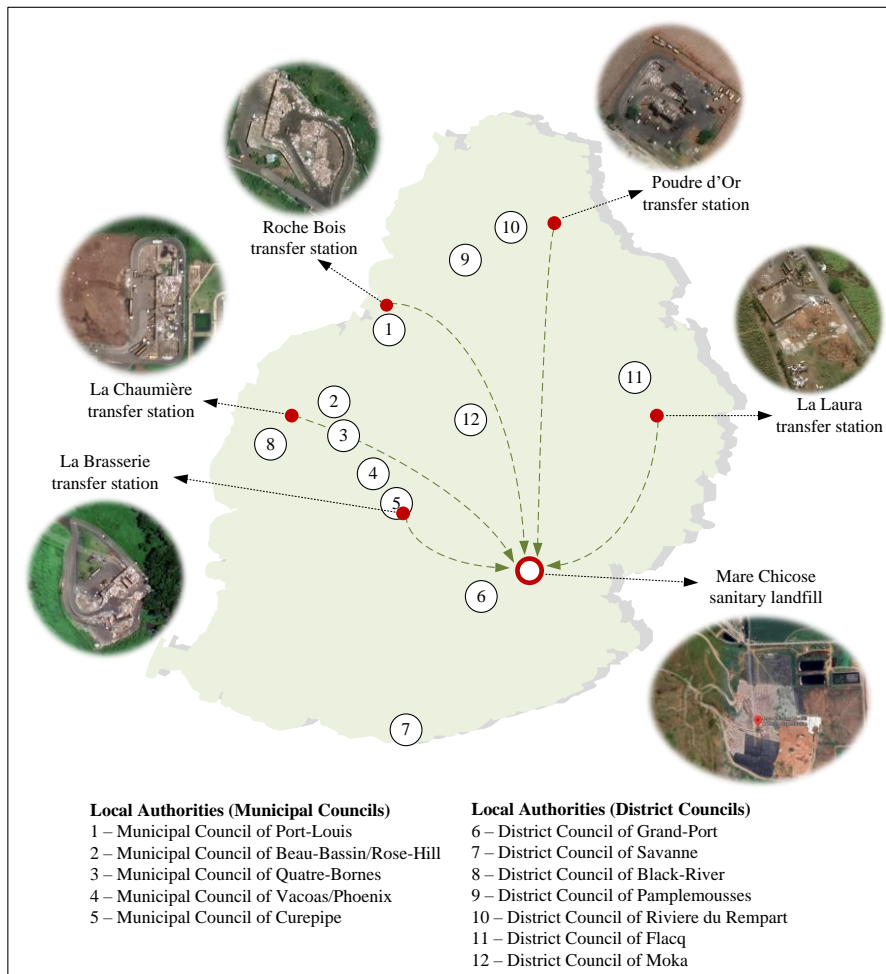 Poudre d’Or
transfer station
Roche Bois
transfer station
10
9
1
La Chaumière
transfer station
2
3
8
12
11
La Laura
transfer station
La Brasserie
transfer station
4
5
6
Mare Chicose
sanitary landfill
7
Local Authorities (Municipal Councils)
1 – Municipal Council of Port-Louis
2 – Municipal Council of Beau-Bassin/Rose-Hill
3 – Municipal Council of Quatre-Bornes
4 – Municipal Council of Vacoas/Phoenix
5 – Municipal Council of Curepipe
Local Authorities (District Councils)
6 – District Council of Grand-Port
7 – District Council of Savanne
8 – District Council of Black-River
9 – District Council of Pamplemousses
10 – District Council of Riviere du Rempart
11 – District Council of Flacq
12 – District Council of Moka